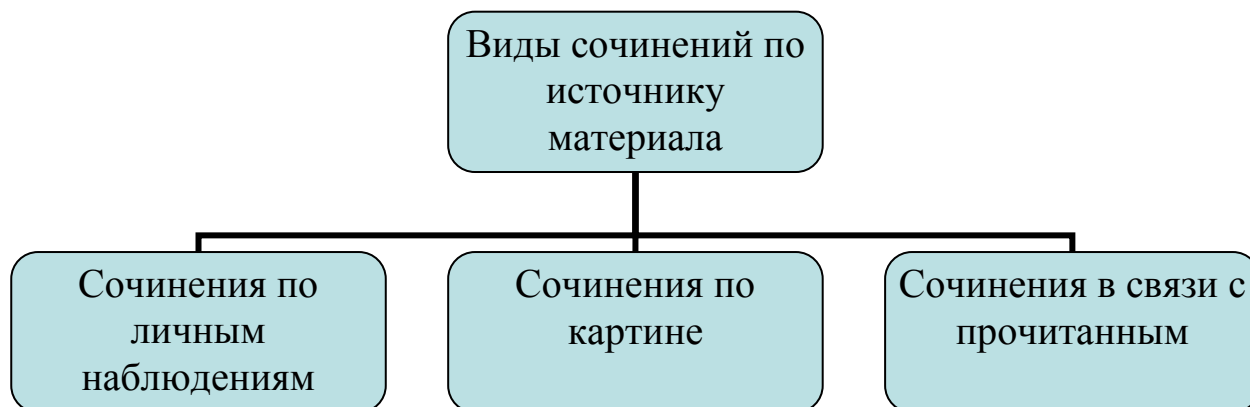 Виды сочинений по
источнику
материала
Сочинения по
личным
наблюдениям
Сочинения по
картине
Сочинения в связи с
прочитанным